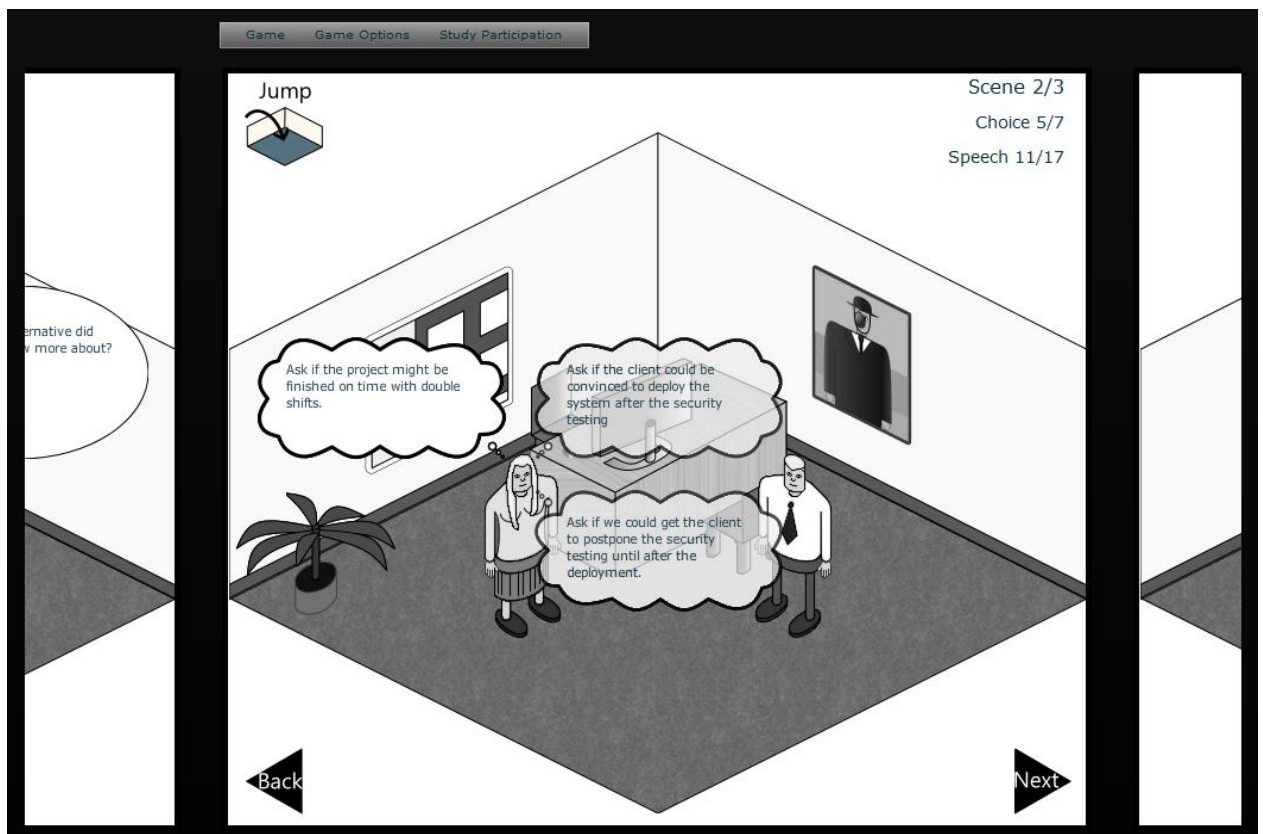 Game Game Options Study Participation
Jump
Scene 2/3
Choice 5/7
Speech 11/17
ernative did
more about?
Ask if the project might be
finished on time with double
shifts.
Ask if the client could be
convinced to deploy the
system after the security
testing
Ask if we could get the client
to postpone the security
testing until after the
deployment.
Back
Next